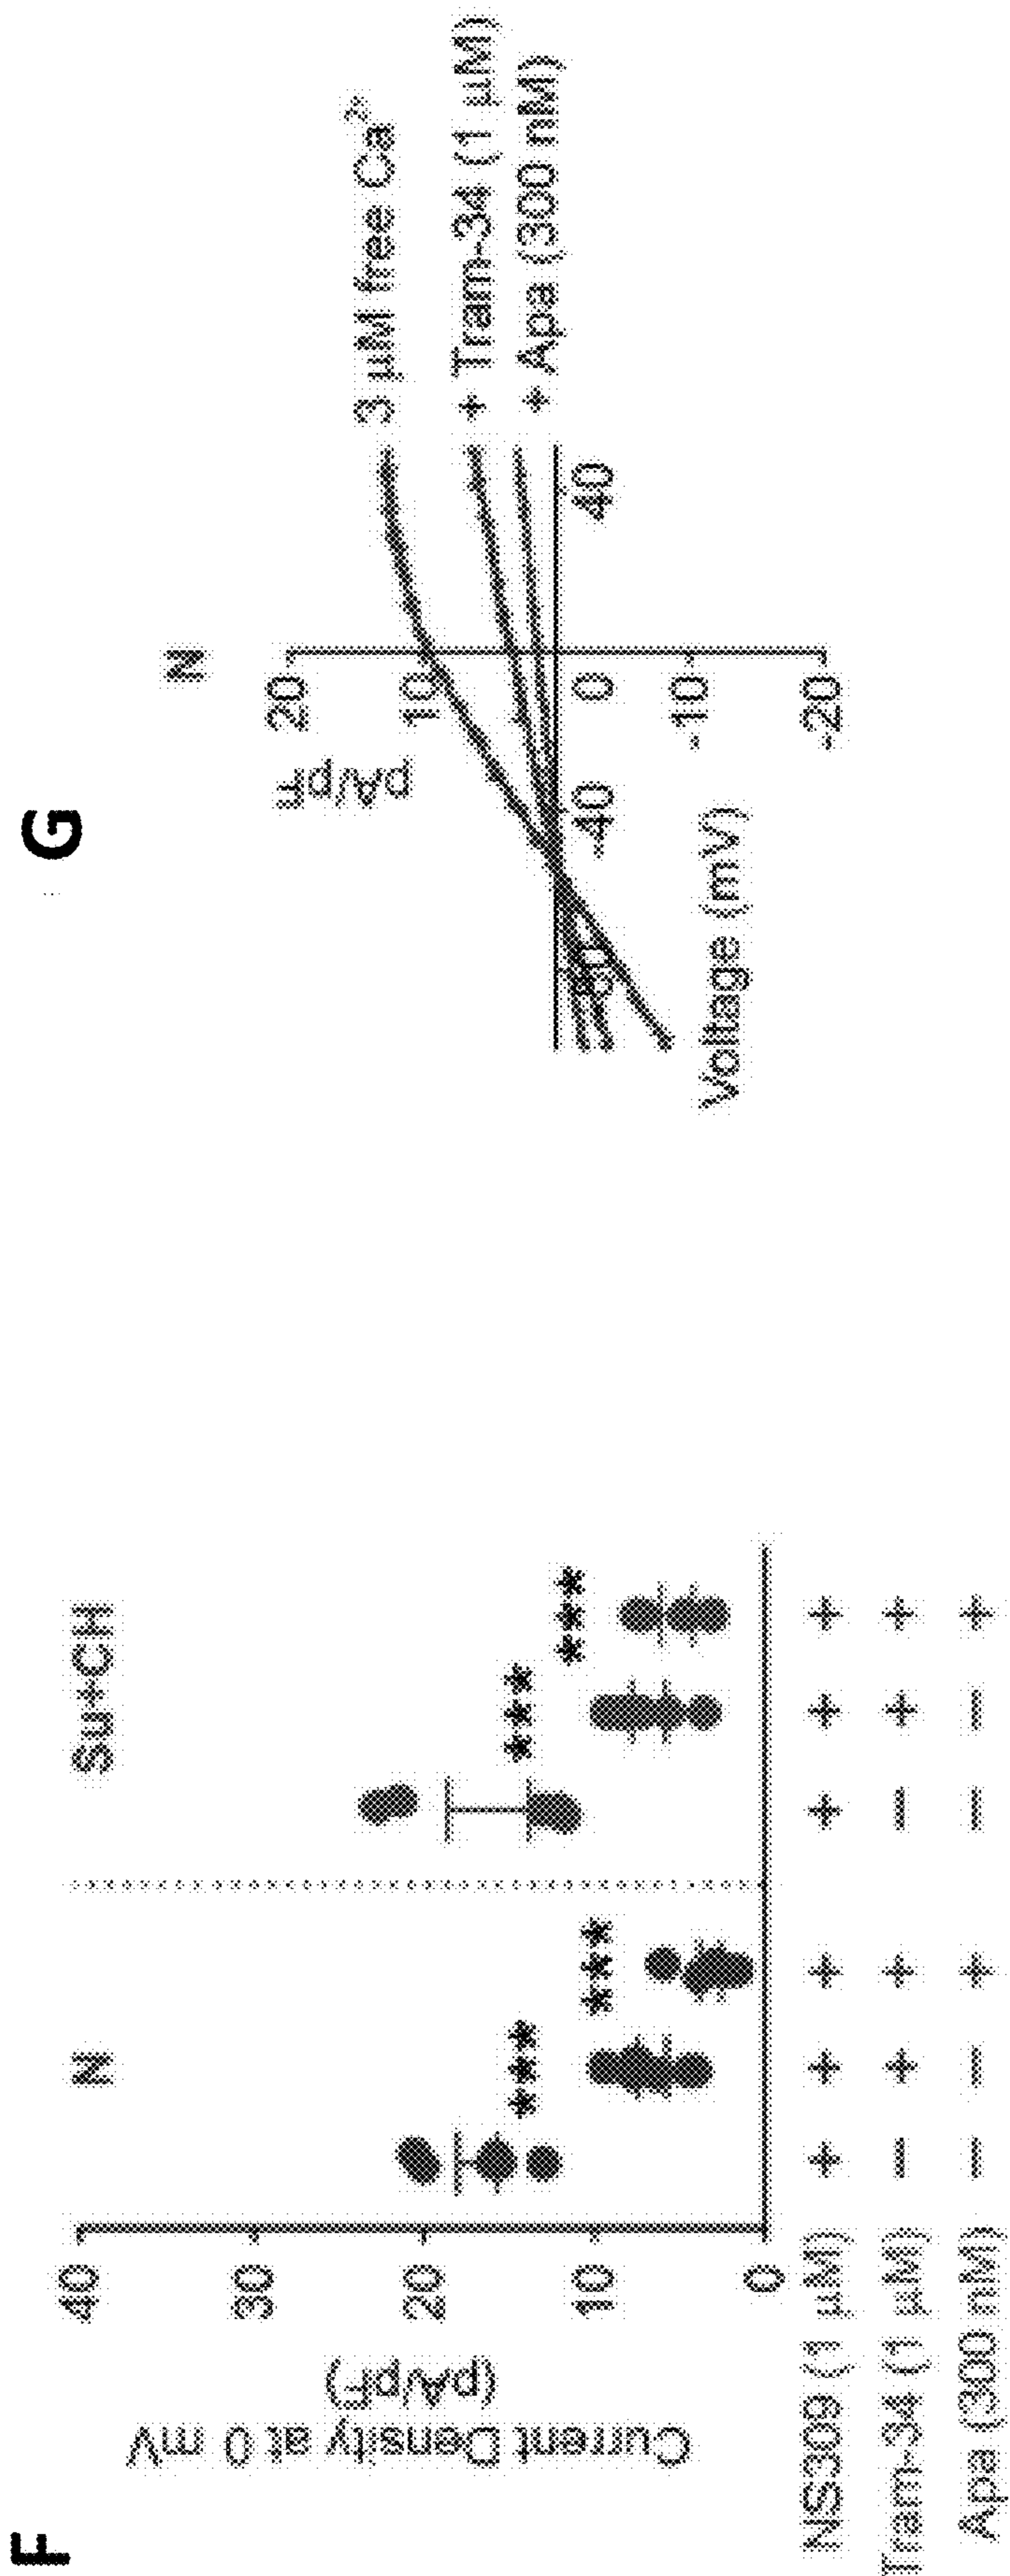 F
N
Su+CH
Current Density at 0 mV
(pA/pF)
40
30
20
10
0
***
***
***
***
NS309 (1 µM) + + + + + +
Tram-34 (1 µM) − + + − + +
Apa (300 nM) − − + − − +
G
N
pA/pF
20
10
0
-10
-20
-80
-40
40
Voltage (mV)
3 µM free Ca²⁺
+ Tram-34 (1 µM)
+ Apa (300 nM)